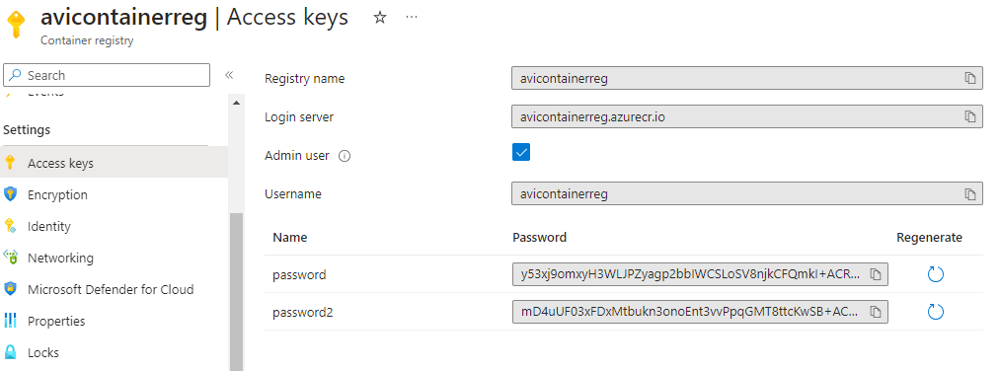 avicontainerreg | Access keys ☆ ...
Container registry
Search «
Events
Settings
Access keys
Encryption
Identity
Networking
Microsoft Defender for Cloud
Properties
Locks
Registry name
avicontainerreg
Login server
avicontainerreg.azurecr.io
Admin user
Username
avicontainerreg
Name Password Regenerate
password
password2 mD4uUF03xFDxMtbukn3onoEnt3vvPpqGMT8ttcKwSB+AC...